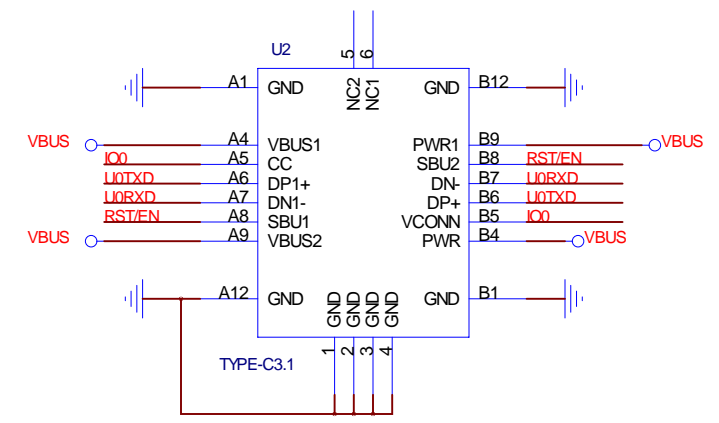 U2
5 6
NC2 NC1
A1 GND GND B12
VBUS A4 VBUS1 PWR1 B9 VBUS
IO0 A5 CC SBU2 B8 RST/EN
U0TXD A6 DP1+ DN- B7 U0RXD
U0RXD A7 DN1- DP+ B6 U0TXD
RST/EN A8 SBU1 VCONN B5 IO0
VBUS A9 VBUS2 PWR B4 VBUS
A12 GND GND B1
GND GND GND GND
1 2 3 4
TYPE-C3.1